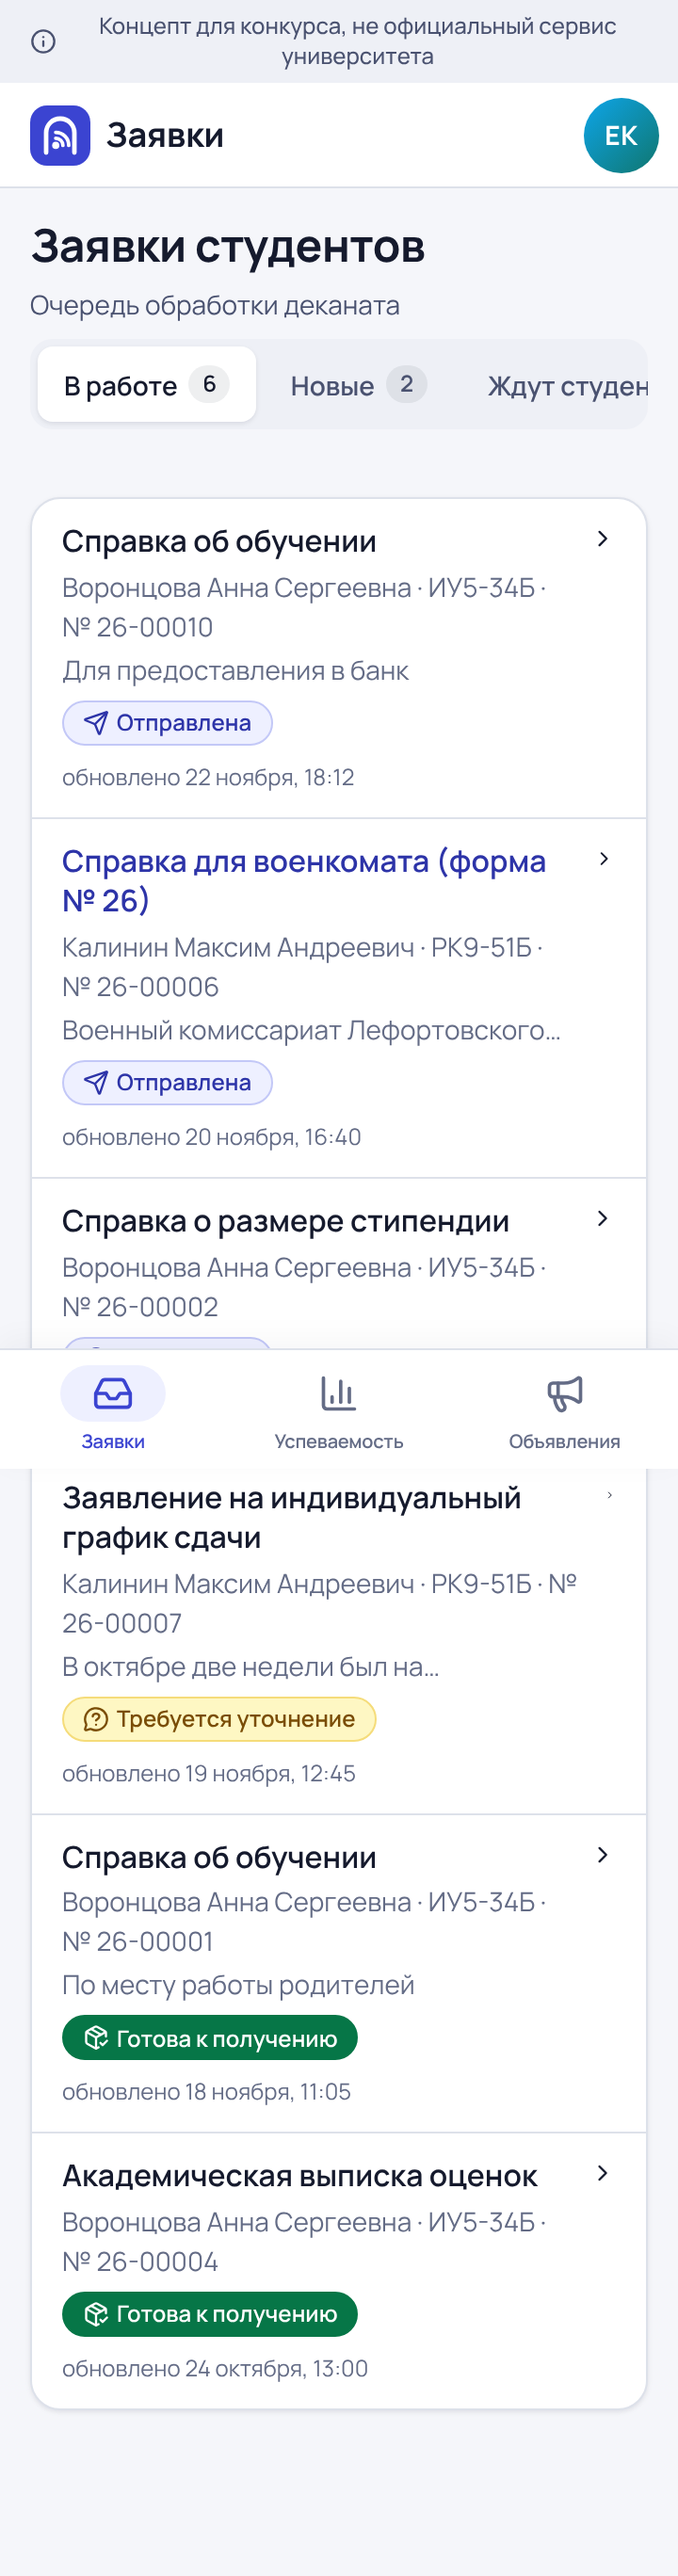 Концепт для конкурса, не официальный сервис
университета
Заявки
ЕК
Заявки студентов
Очередь обработки деканата
В работе 6 Новые 2 Ждут студен
Справка об обучении
Воронцова Анна Сергеевна · ИУ5-34Б ·
№ 26-00010
Для предоставления в банк
Отправлена
обновлено 22 ноября, 18:12
Справка для военкомата (форма
№ 26)
Калинин Максим Андреевич · РК9-51Б ·
№ 26-00006
Военный комиссариат Лефортовского…
Отправлена
обновлено 20 ноября, 16:40
Справка о размере стипендии
Воронцова Анна Сергеевна · ИУ5-34Б ·
№ 26-00002
Заявки Успеваемость Объявления
Заявление на индивидуальный
график сдачи
Калинин Максим Андреевич · РК9-51Б · №
26-00007
В октябре две недели был на…
Требуется уточнение
обновлено 19 ноября, 12:45
Справка об обучении
Воронцова Анна Сергеевна · ИУ5-34Б ·
№ 26-00001
По месту работы родителей
Готова к получению
обновлено 18 ноября, 11:05
Академическая выписка оценок
Воронцова Анна Сергеевна · ИУ5-34Б ·
№ 26-00004
Готова к получению
обновлено 24 октября, 13:00